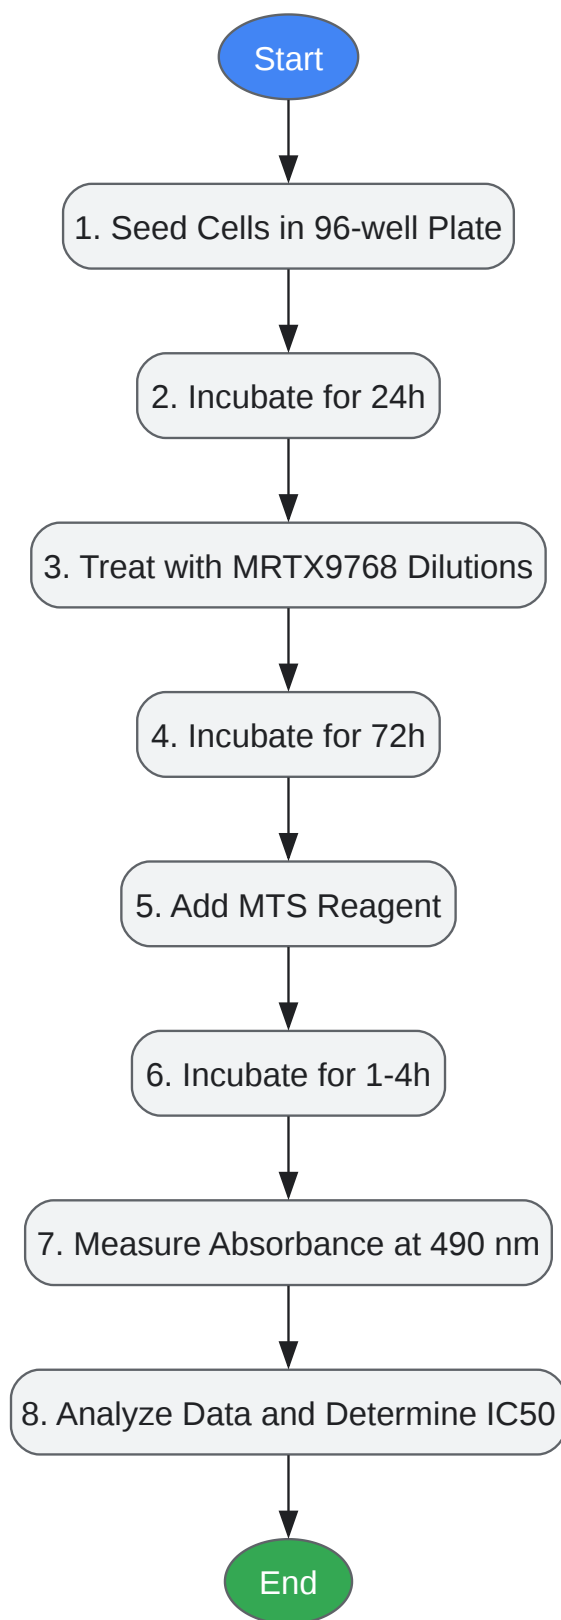 Start
1. Seed Cells in 96-well Plate
2. Incubate for 24h
3. Treat with MRTX9768 Dilutions
4. Incubate for 72h
5. Add MTS Reagent
6. Incubate for 1-4h
7. Measure Absorbance at 490 nm
8. Analyze Data and Determine IC50
End